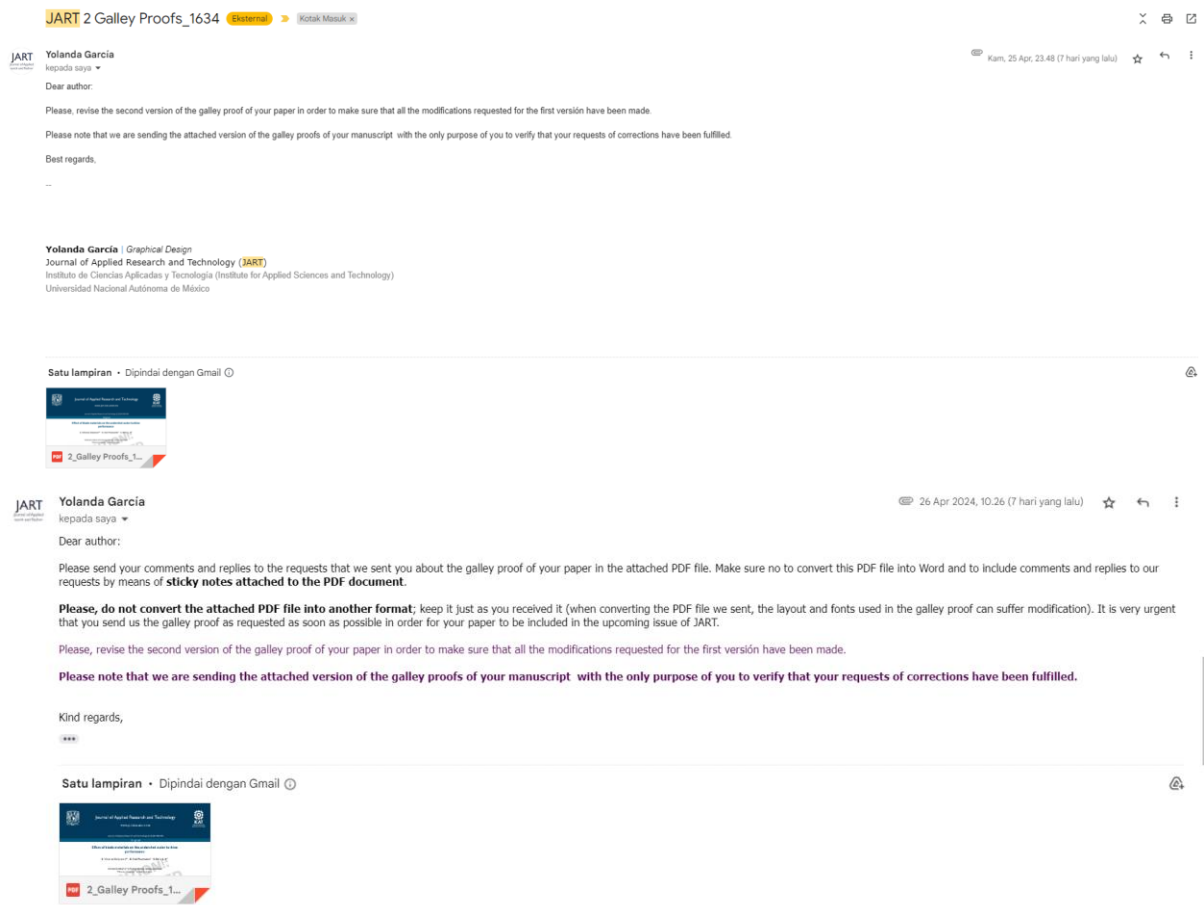 JART 2 Galley Proofs_1634 Eksternal Kotak Masuk ×
JART
Yolanda García
Kam, 25 Apr, 23.48 (7 hari yang lalu)
kepada saya
Dear author:
Please, revise the second version of the galley proof of your paper in order to make sure that all the modifications requested for the first versión have been made.
Please note that we are sending the attached version of the galley proofs of your manuscript with the only purpose of you to verify that your requests of corrections have been fulfilled.
Best regards,
--
Yolanda García | Graphical Design
Journal of Applied Research and Technology (JART)
Instituto de Ciencias Aplicadas y Tecnología (Institute for Applied Sciences and Technology)
Universidad Nacional Autónoma de México
Satu lampiran • Dipindai dengan Gmail
Journal of Applied Research and Technology
PDF 2_Galley Proofs_1...
JART
Yolanda García
26 Apr 2024, 10.26 (7 hari yang lalu)
kepada saya
Dear author:
Please send your comments and replies to the requests that we sent you about the galley proof of your paper in the attached PDF file. Make sure no to convert this PDF file into Word and to include comments and replies to our
requests by means of sticky notes attached to the PDF document.
Please, do not convert the attached PDF file into another format; keep it just as you received it (when converting the PDF file we sent, the layout and fonts used in the galley proof can suffer modification). It is very urgent
that you send us the galley proof as requested as soon as possible in order for your paper to be included in the upcoming issue of JART.
Please, revise the second version of the galley proof of your paper in order to make sure that all the modifications requested for the first versión have been made.
Please note that we are sending the attached version of the galley proofs of your manuscript with the only purpose of you to verify that your requests of corrections have been fulfilled.
Kind regards,
Satu lampiran • Dipindai dengan Gmail
Journal of Applied Research and Technology
PDF 2_Galley Proofs_1...